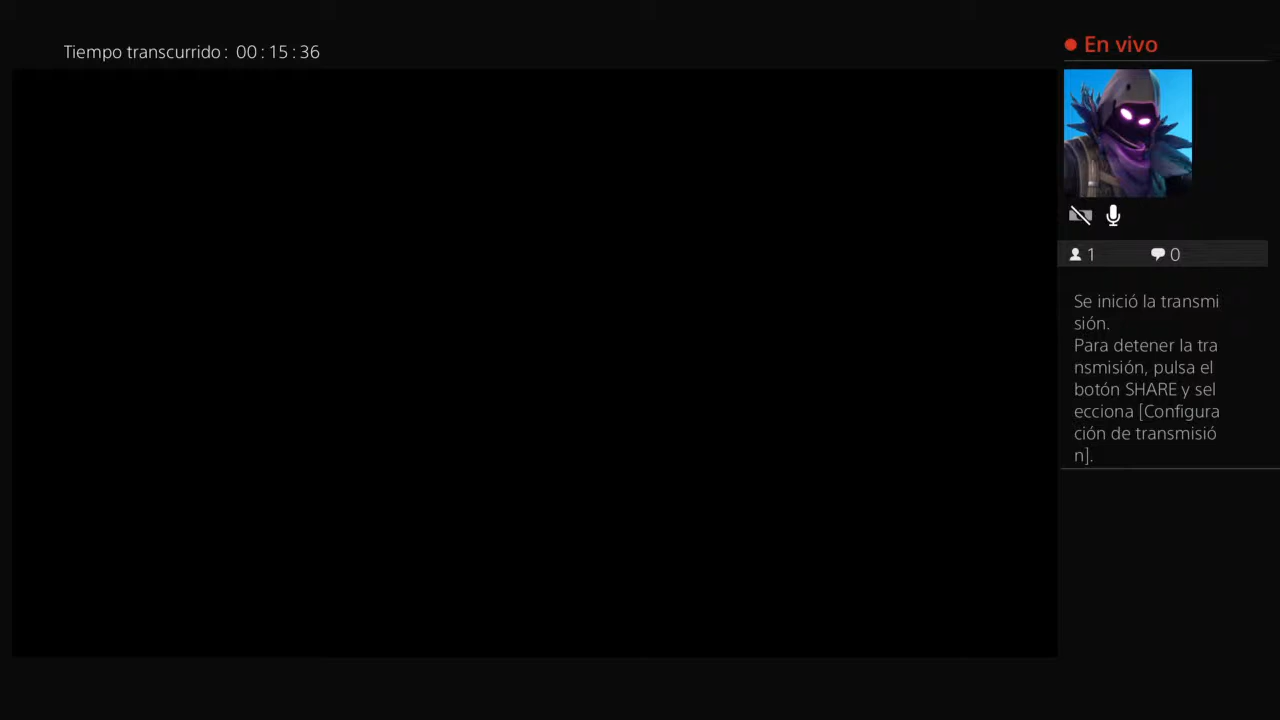 Tiempo transcurrido: 00:15:36
En vivo
1
0
Se inició la transmi
sión.
Para detener la tra
nsmisión, pulsa el
botón SHARE y sel
ecciona [Configura
ción de transmisió
n].